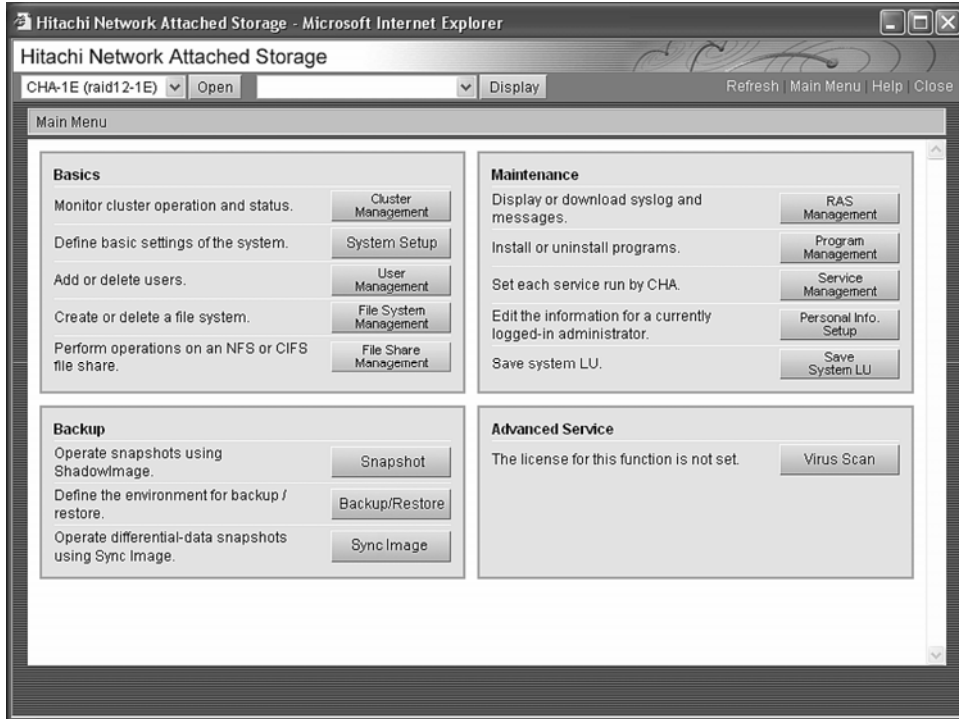 Hitachi Network Attached Storage - Microsoft Internet Explorer
Hitachi Network Attached Storage
CHA-1E (raid12-1E) Open Display Refresh | Main Menu | Help | Close
Main Menu
Basics
Monitor cluster operation and status.
Cluster
Management
Define basic settings of the system.
System Setup
Add or delete users.
User
Management
Create or delete a file system.
File System
Management
Perform operations on an NFS or CIFS
file share.
File Share
Management
Maintenance
Display or download syslog and
messages.
RAS
Management
Install or uninstall programs.
Program
Management
Set each service run by CHA.
Service
Management
Edit the information for a currently
logged-in administrator.
Personal Info.
Setup
Save system LU.
Save
System LU
Backup
Operate snapshots using
ShadowImage.
Snapshot
Define the environment for backup /
restore.
Backup/Restore
Operate differential-data snapshots
using Sync Image.
Sync Image
Advanced Service
The license for this function is not set.
Virus Scan